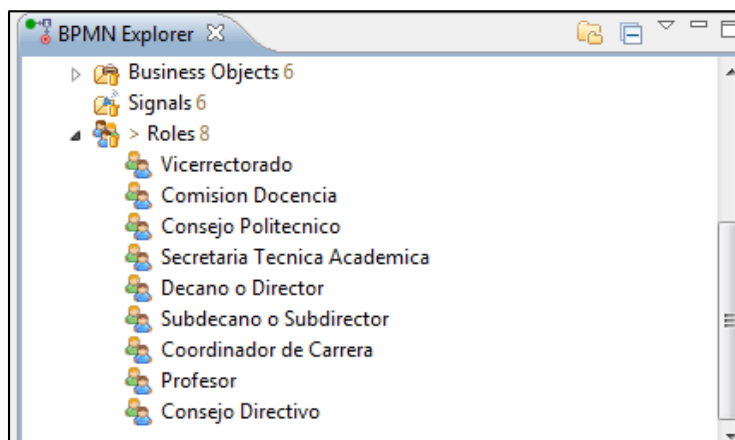 BPMN Explorer
Business Objects 6
Signals 6
> Roles 8
Vicerrectorado
Comision Docencia
Consejo Politecnico
Secretaria Tecnica Academica
Decano o Director
Subdecano o Subdirector
Coordinador de Carrera
Profesor
Consejo Directivo